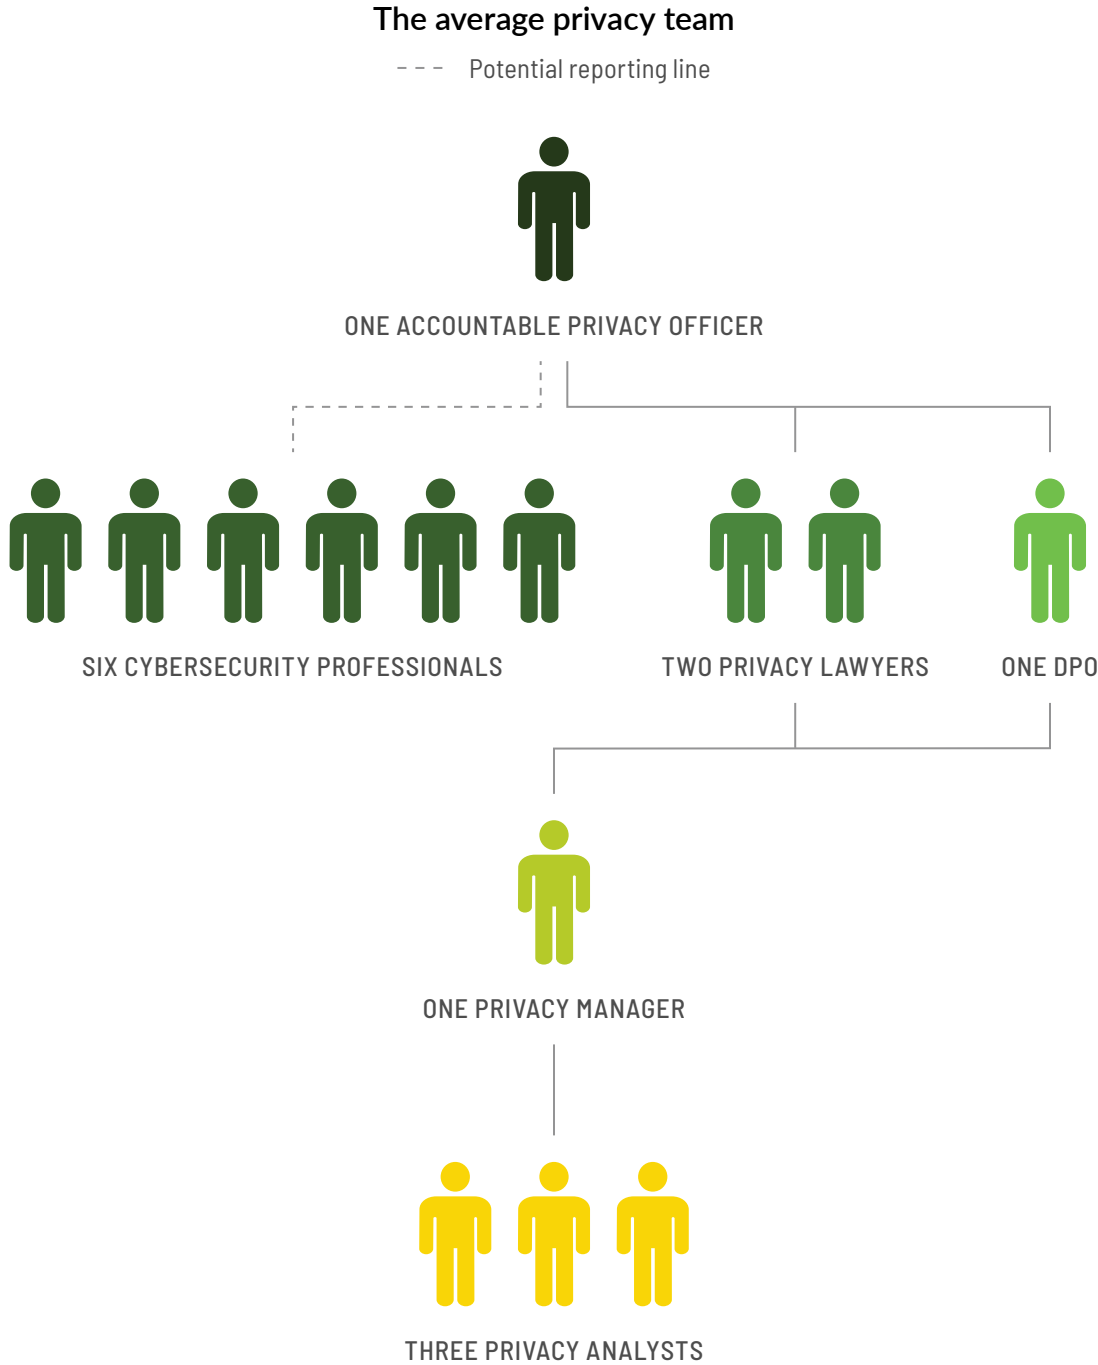 The average privacy team
Potential reporting line
ONE ACCOUNTABLE PRIVACY OFFICER
SIX CYBERSECURITY PROFESSIONALS
TWO PRIVACY LAWYERS
ONE DPO
ONE PRIVACY MANAGER
THREE PRIVACY ANALYSTS